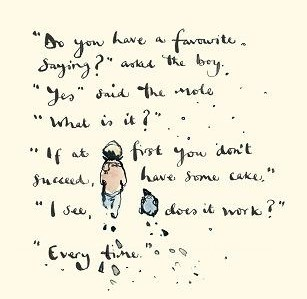 "Do you have a favourite
saying?" asked the boy.
"Yes" said the mole
"What is it?"
"If at first you don't
succeed, have some cake."
"I see, does it work?"
"Every time."